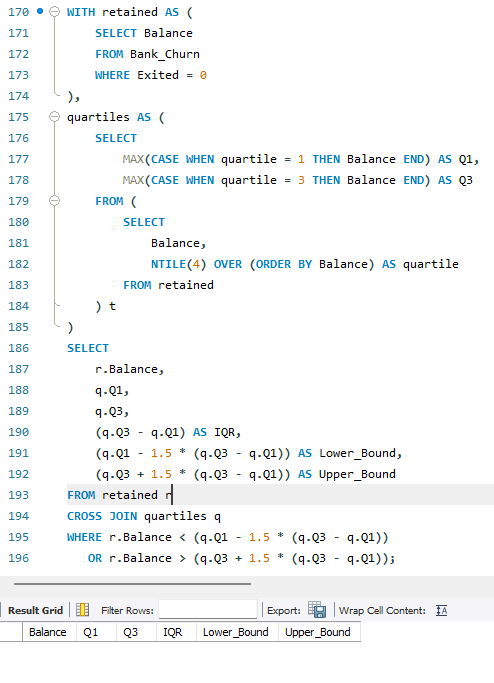 170 WITH retained AS (
171 SELECT Balance
172 FROM Bank_Churn
173 WHERE Exited = 0
174 ),
175 quartiles AS (
176 SELECT
177 MAX(CASE WHEN quartile = 1 THEN Balance END) AS Q1,
178 MAX(CASE WHEN quartile = 3 THEN Balance END) AS Q3
179 FROM (
180 SELECT
181 Balance,
182 NTILE(4) OVER (ORDER BY Balance) AS quartile
183 FROM retained
184 ) t
185 )
186 SELECT
187 r.Balance,
188 q.Q1,
189 q.Q3,
190 (q.Q3 - q.Q1) AS IQR,
191 (q.Q1 - 1.5 * (q.Q3 - q.Q1)) AS Lower_Bound,
192 (q.Q3 + 1.5 * (q.Q3 - q.Q1)) AS Upper_Bound
193 FROM retained r
194 CROSS JOIN quartiles q
195 WHERE r.Balance < (q.Q1 - 1.5 * (q.Q3 - q.Q1))
196 OR r.Balance > (q.Q3 + 1.5 * (q.Q3 - q.Q1));
Result Grid Filter Rows: Export: Wrap Cell Content:
Balance Q1 Q3 IQR Lower_Bound Upper_Bound